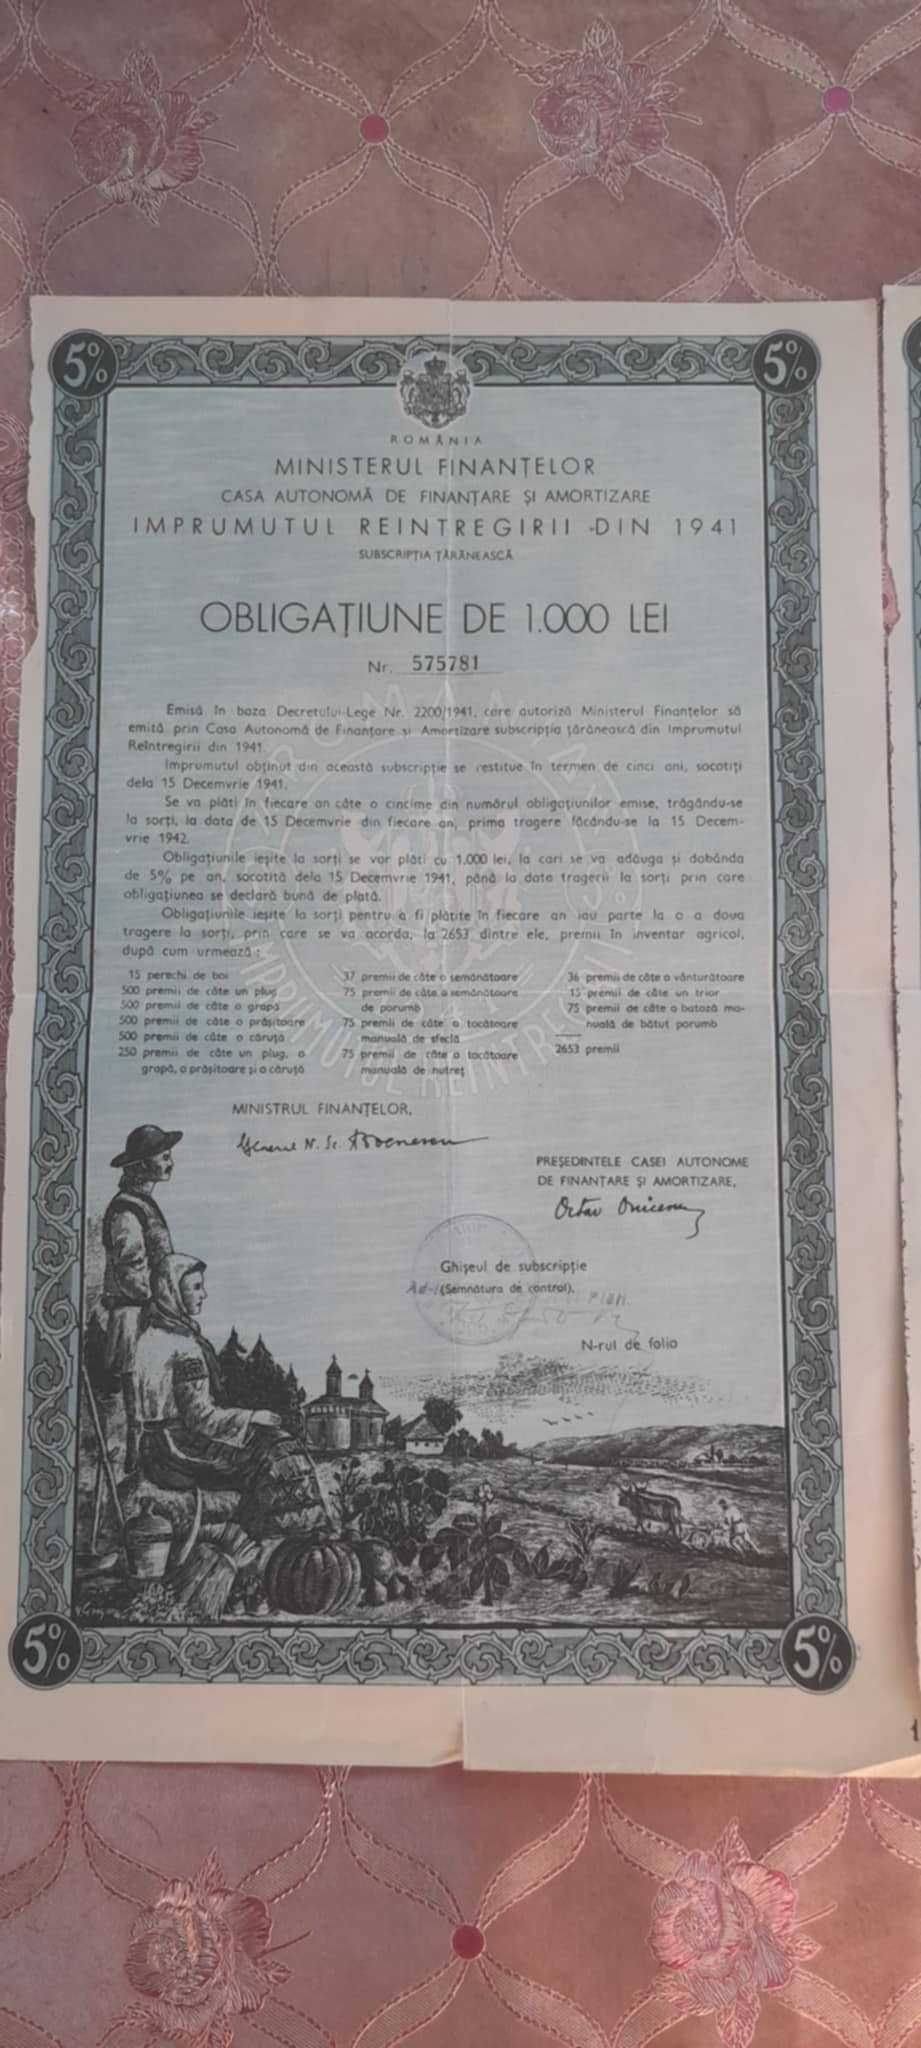 5%
5%
ROMÂNIA
MINISTERUL FINANȚELOR
CASA AUTONOMĂ DE FINANȚARE ȘI AMORTIZARE
IMPRUMUTUL REINTREGIRII DIN 1941
SUBSCRIPȚIA ȚĂRĂNEASCĂ
OBLIGAȚIUNE DE 1.000 LEI
Nr. 575781
Emisă în baza Decretului-Lege Nr. 2200/1941, care autoriză Ministerul Finanțelor să
emită prin Casa Autonomă de Finanțare și Amortizare subscripția țărănească din Imprumutul
Reîntregirii din 1941.
Imprumutul obținut din această subscripție se restitue în termen de cinci ani, socotiți
dela 15 Decemvrie 1941.
Se va plăti în fiecare an câte o cincime din numărul obligațiunilor emise, trăgându-se
la sorți, la data de 15 Decemvrie din fiecare an, prima tragere făcându-se la 15 Decem-
vrie 1942.
Obligațiunile ieșite la sorți se vor plăti cu 1.000 lei, la cari se va adăuga și dobânda
de 5% pe an, socotită dela 15 Decemvrie 1941, până la data tragerii la sorți prin care
obligațiunea se declară bună de plată.
Obligațiunile ieșite la sorți pentru a fi plătite în fiecare an iau parte la o a doua
tragere la sorți, prin care se va acorda, la 2653 dintre ele, premii în inventar agricol,
după cum urmează:
15 perechi de boi
500 premii de câte un plug
500 premii de câte o grapă
500 premii de câte o prășitoare
500 premii de câte o căruță
250 premii de câte un plug, o
grapă, o prășitoare și o căruță
37 premii de câte o semănătoare
75 premii de câte o semănătoare
de porumb
75 premii de câte o tocătoare
manuală de sfeclă
75 premii de câte o tocătoare
manuală de nutreț
36 premii de câte o vânturătoare
15 premii de câte un trior
75 premii de câte o batoză ma-
nuală de bătut porumb
2653 premii
MINISTRUL FINANȚELOR,
General N. Sc. Stoenescu
PREȘEDINTELE CASEI AUTONOME
DE FINANȚARE ȘI AMORTIZARE,
Octav Onicescu
Ghișeul de subscripție
(Semnătura de control),
N-rul de folio
5%
5%